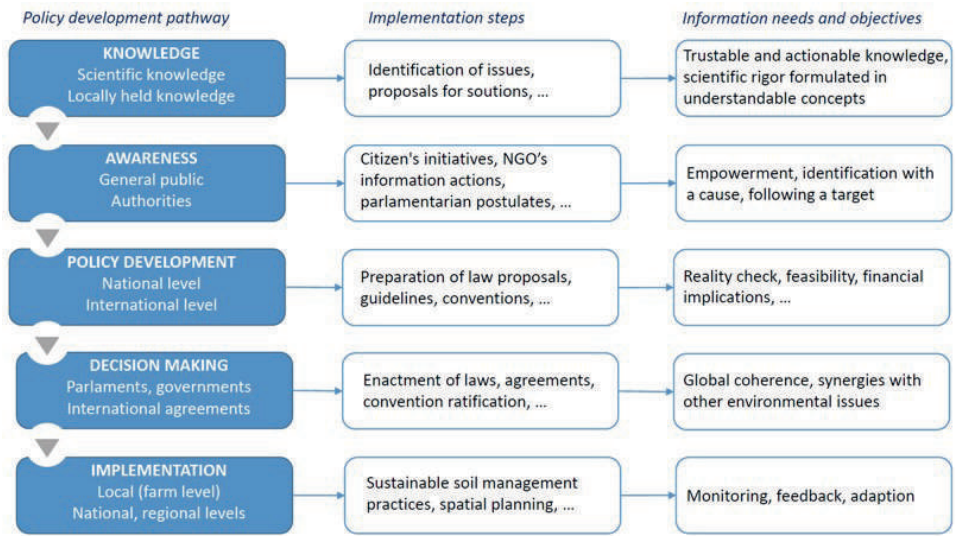 Policy development pathway
Implementation steps
Information needs and objectives
KNOWLEDGE
Scientific knowledge
Locally held knowledge
Identification of issues,
proposals for soutions, ...
Trustable and actionable knowledge,
scientific rigor formulated in
understandable concepts
AWARENESS
General public
Authorities
Citizen's initiatives, NGO's
information actions,
parlamentarian postulates, ...
Empowerment, identification with
a cause, following a target
POLICY DEVELOPMENT
National level
International level
Preparation of law proposals,
guidelines, conventions, ...
Reality check, feasibility, financial
implications, ...
DECISION MAKING
Parlaments, governments
International agreements
Enactment of laws, agreements,
convention ratification, ...
Global coherence, synergies with
other environmental issues
IMPLEMENTATION
Local (farm level)
National, regional levels
Sustainable soil management
practices, spatial planning, ...
Monitoring, feedback, adaption